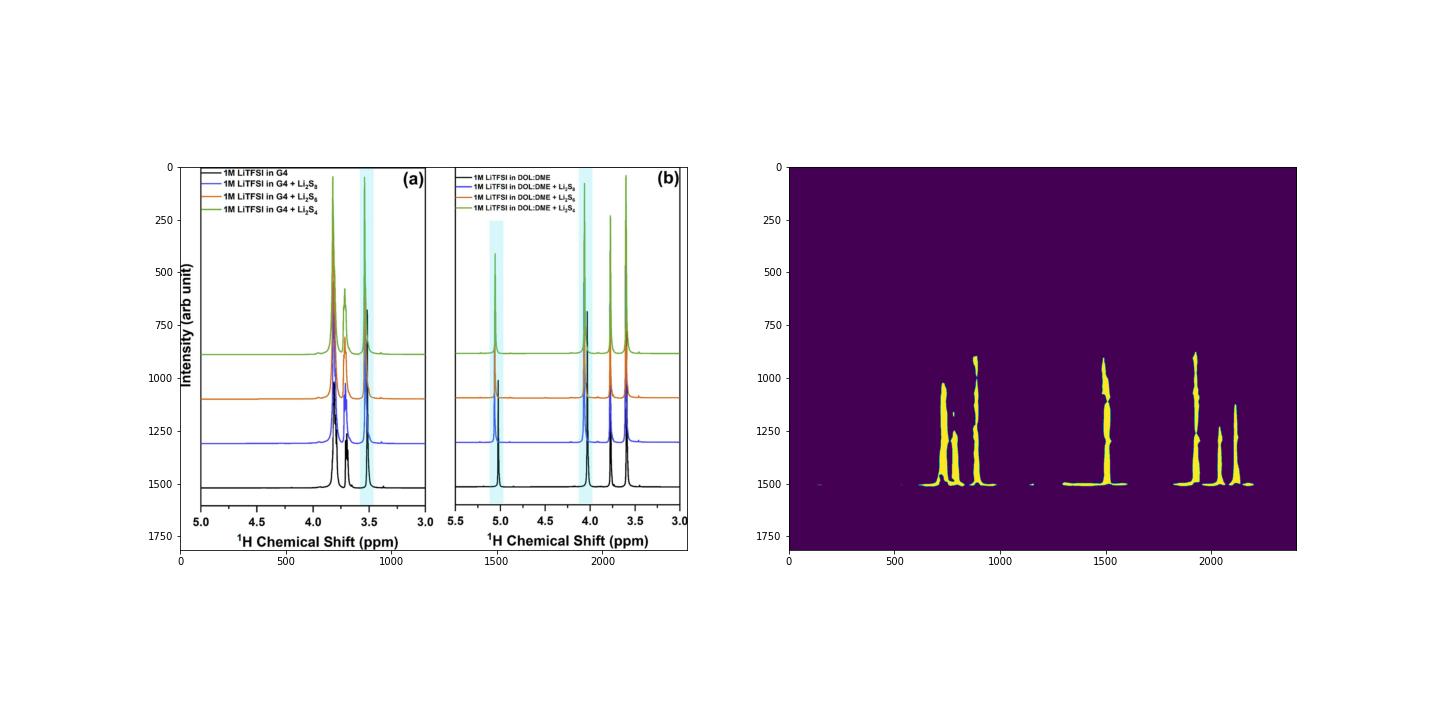 0
250
500
750
1000
1250
1500
1750
0
500
1000
1500
2000
Intensity (arb unit)
1M LiTFSI in G4
1M LiTFSI in G4 + Li₂S₈
1M LiTFSI in G4 + Li₂S₆
1M LiTFSI in G4 + Li₂S₄
(a)
5.0 4.5 4.0 3.5 3.0
¹H Chemical Shift (ppm)
1M LiTFSI in DOL:DME
1M LiTFSI in DOL:DME + Li₂S₈
1M LiTFSI in DOL:DME + Li₂S₆
1M LiTFSI in DOL:DME + Li₂S₄
(b)
5.5 5.0 4.5 4.0 3.5 3.0
¹H Chemical Shift (ppm)
0
250
500
750
1000
1250
1500
1750
0
500
1000
1500
2000